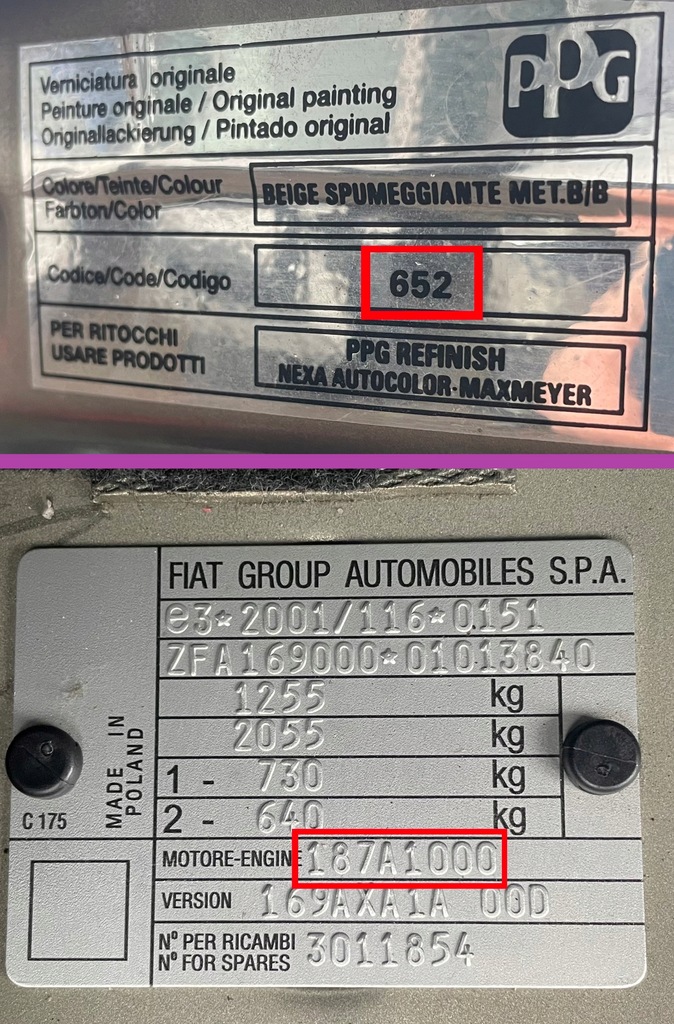 Verniciatura originale
Peinture originale / Original painting
Originallackierung / Pintado original
PPG
Colore/Teinte/Colour
Farbton/Color
BEIGE SPUMEGGIANTE MET.B/B
Codice/Code/Codigo
652
PER RITOCCHI
USARE PRODOTTI
PPG REFINISH
NEXA AUTOCOLOR-MAXMEYER
FIAT GROUP AUTOMOBILES S.P.A.
e3*2001/116*0151
ZFA169000*01013840
1255 kg
2055 kg
1 - 730 kg
2 - 640 kg
MADE IN
POLAND
C 175
MOTORE-ENGINE 187A1000
VERSION 169AXA1A 00D
Nº PER RICAMBI
Nº FOR SPARES
3011854